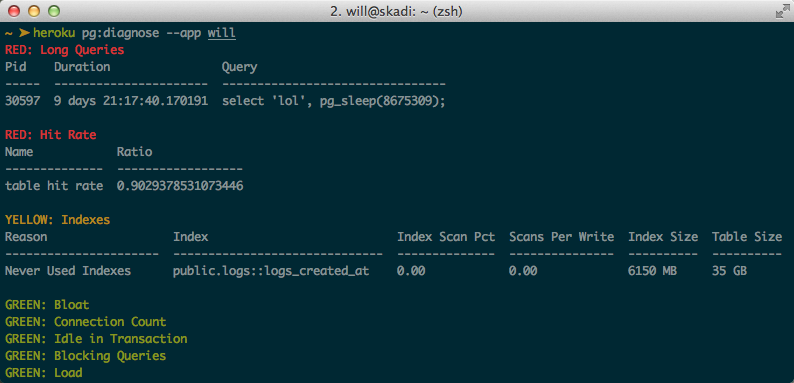 2. will@skadi: ~ (zsh)
~ ➤ heroku pg:diagnose --app will
RED: Long Queries
Pid    Duration                Query
-----  ----------------------  --------------------------------
30597  9 days 21:17:40.170191  select 'lol', pg_sleep(8675309);
RED: Hit Rate
Name            Ratio
--------------  ------------------
table hit rate  0.9029378531073446
YELLOW: Indexes
Reason                  Index                           Index Scan Pct  Scans Per Write  Index Size  Table Size
----------------------  ------------------------------  --------------  ---------------  ----------  ----------
Never Used Indexes      public.logs::logs_created_at    0.00            0.00             6150 MB     35 GB
GREEN: Bloat
GREEN: Connection Count
GREEN: Idle in Transaction
GREEN: Blocking Queries
GREEN: Load